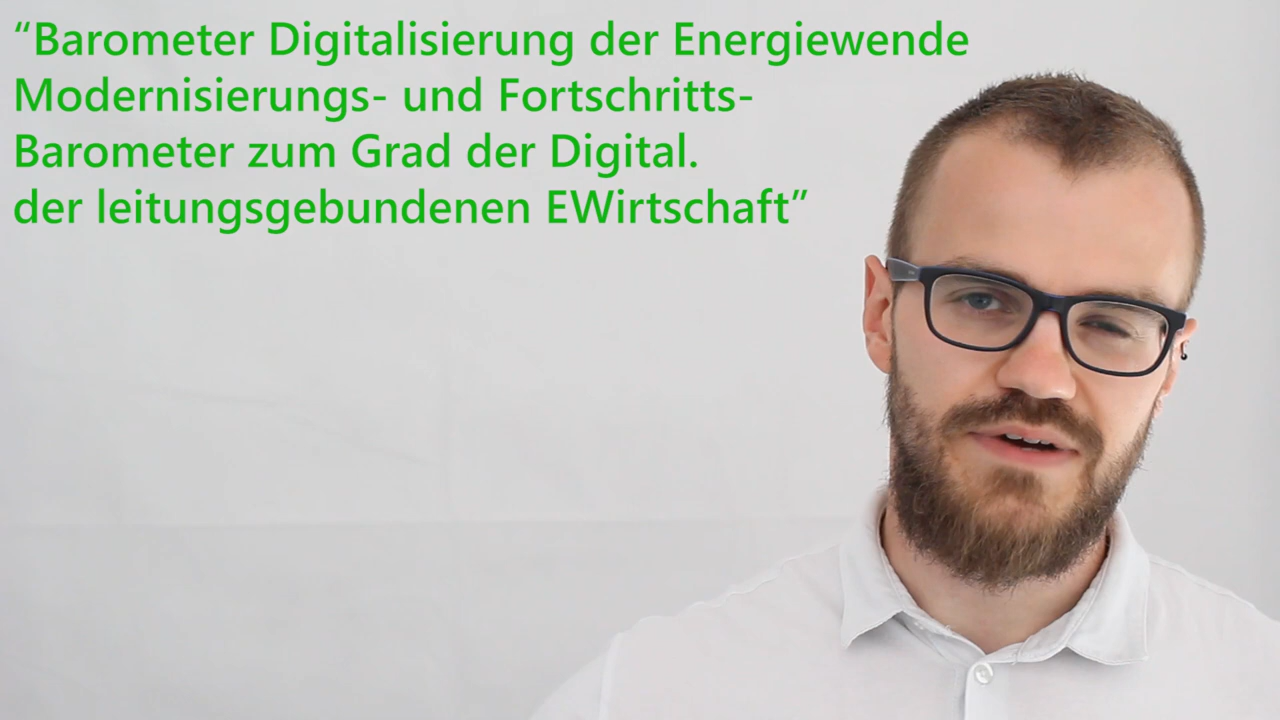 “Barometer Digitalisierung der Energiewende
Modernisierungs- und Fortschritts-
Barometer zum Grad der Digital.
der leitungsgebundenen EWirtschaft”